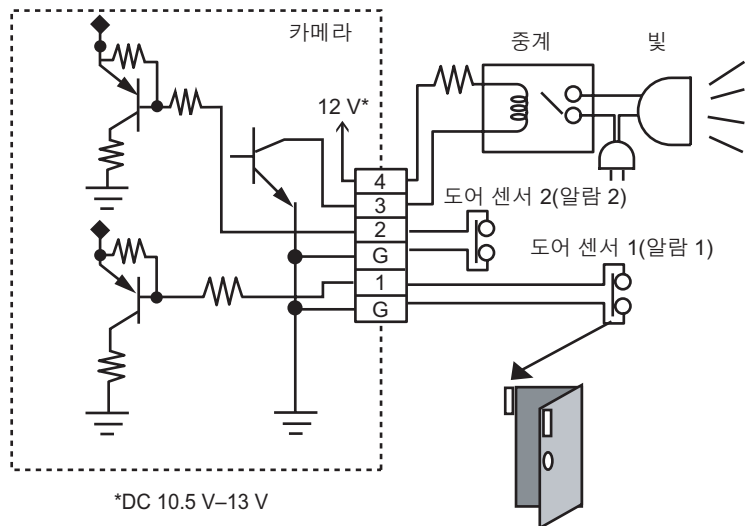 카메라
중계
빛
12 V*
4
3
2
G
1
G
도어 센서 2(알람 2)
도어 센서 1(알람 1)
*DC 10.5 V–13 V